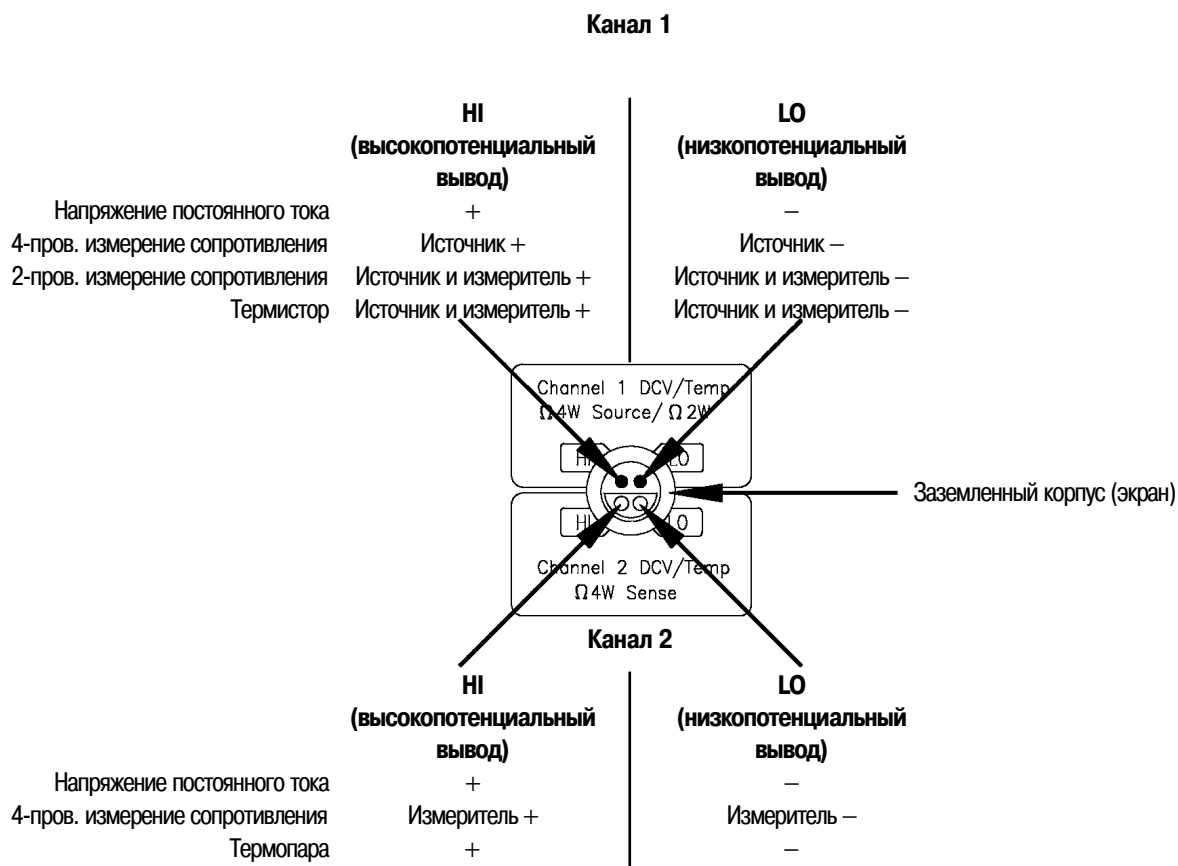 Канал 1
HI
(высокопотенциальный
вывод)
LO
(низкопотенциальный
вывод)
Напряжение постоянного тока + −
4-пров. измерение сопротивления Источник + Источник −
2-пров. измерение сопротивления Источник и измеритель + Источник и измеритель −
Термистор Источник и измеритель + Источник и измеритель −
Channel 1 DCV/Temp
Ω4W Source/Ω2W
HI LO
Заземленный корпус (экран)
HI LO
Channel 2 DCV/Temp
Ω4W Sense
Канал 2
HI
(высокопотенциальный
вывод)
LO
(низкопотенциальный
вывод)
Напряжение постоянного тока + −
4-пров. измерение сопротивления Измеритель + Измеритель −
Термопара + −